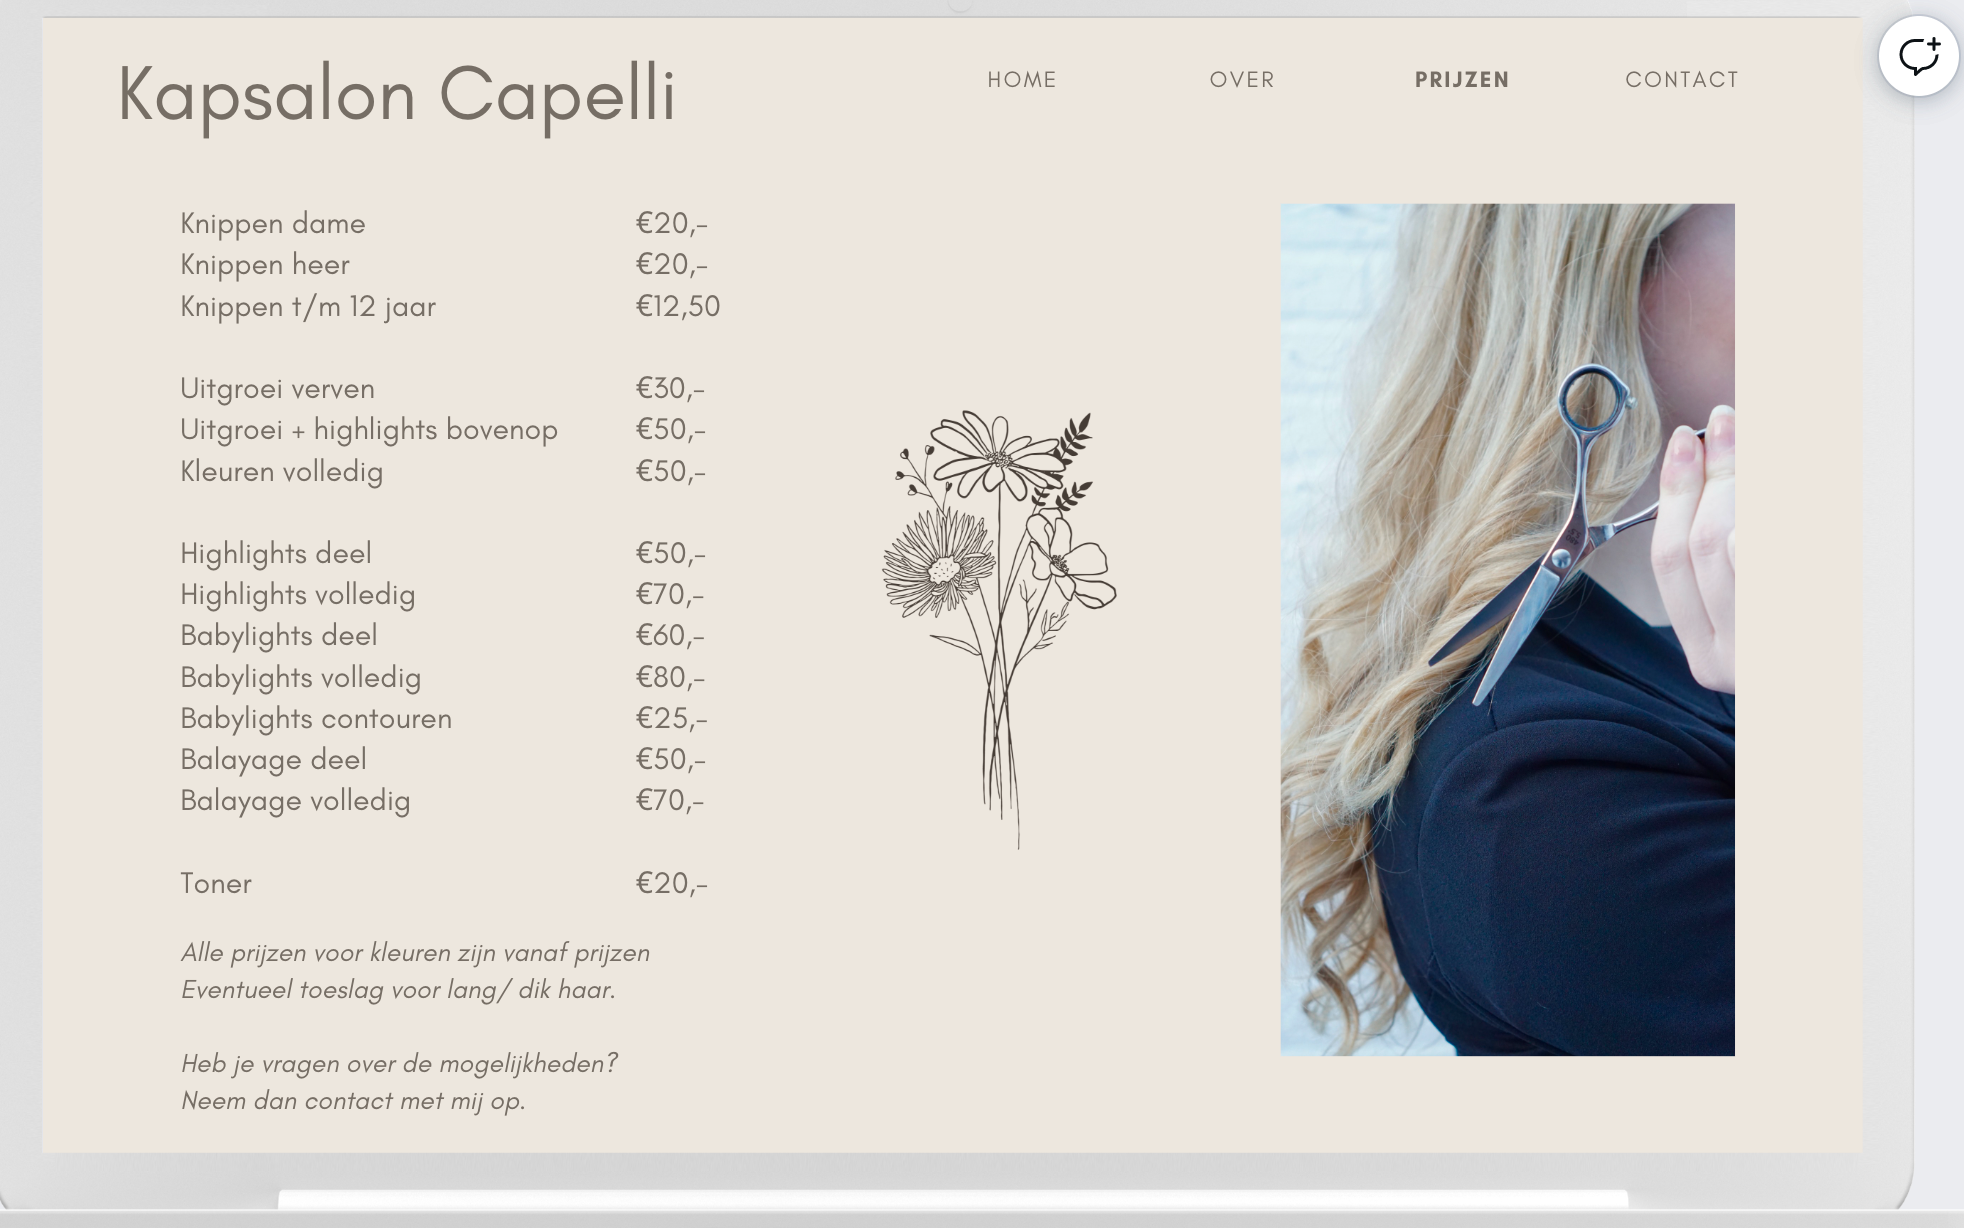 Kapsalon Capelli
HOME OVER PRIJZEN CONTACT
Knippen dame €20,-
Knippen heer €20,-
Knippen t/m 12 jaar €12,50
Uitgroei verven €30,-
Uitgroei + highlights bovenop €50,-
Kleuren volledig €50,-
Highlights deel €50,-
Highlights volledig €70,-
Babylights deel €60,-
Babylights volledig €80,-
Babylights contouren €25,-
Balayage deel €50,-
Balayage volledig €70,-
Toner €20,-
Alle prijzen voor kleuren zijn vanaf prijzen
Eventueel toeslag voor lang/ dik haar.
Heb je vragen over de mogelijkheden?
Neem dan contact met mij op.